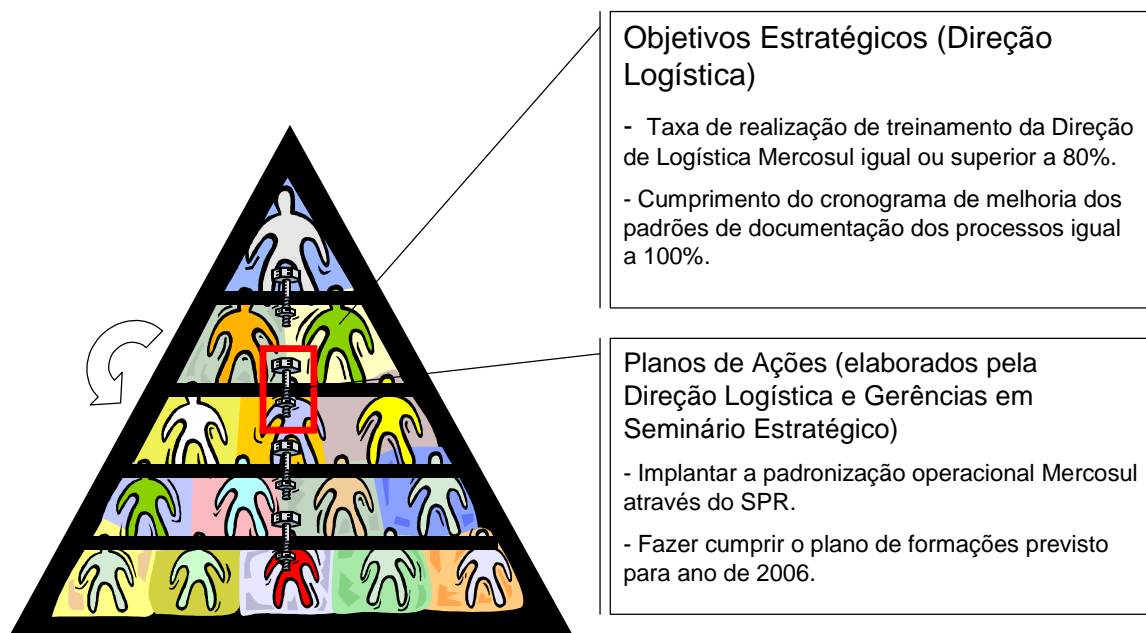 Objetivos Estratégicos (Direção
Logística)
- Taxa de realização de treinamento da Direção
de Logística Mercosul igual ou superior a 80%.
- Cumprimento do cronograma de melhoria dos
padrões de documentação dos processos igual
a 100%.
Planos de Ações (elaborados pela
Direção Logística e Gerências em
Seminário Estratégico)
- Implantar a padronização operacional Mercosul
através do SPR.
- Fazer cumprir o plano de formações previsto
para ano de 2006.